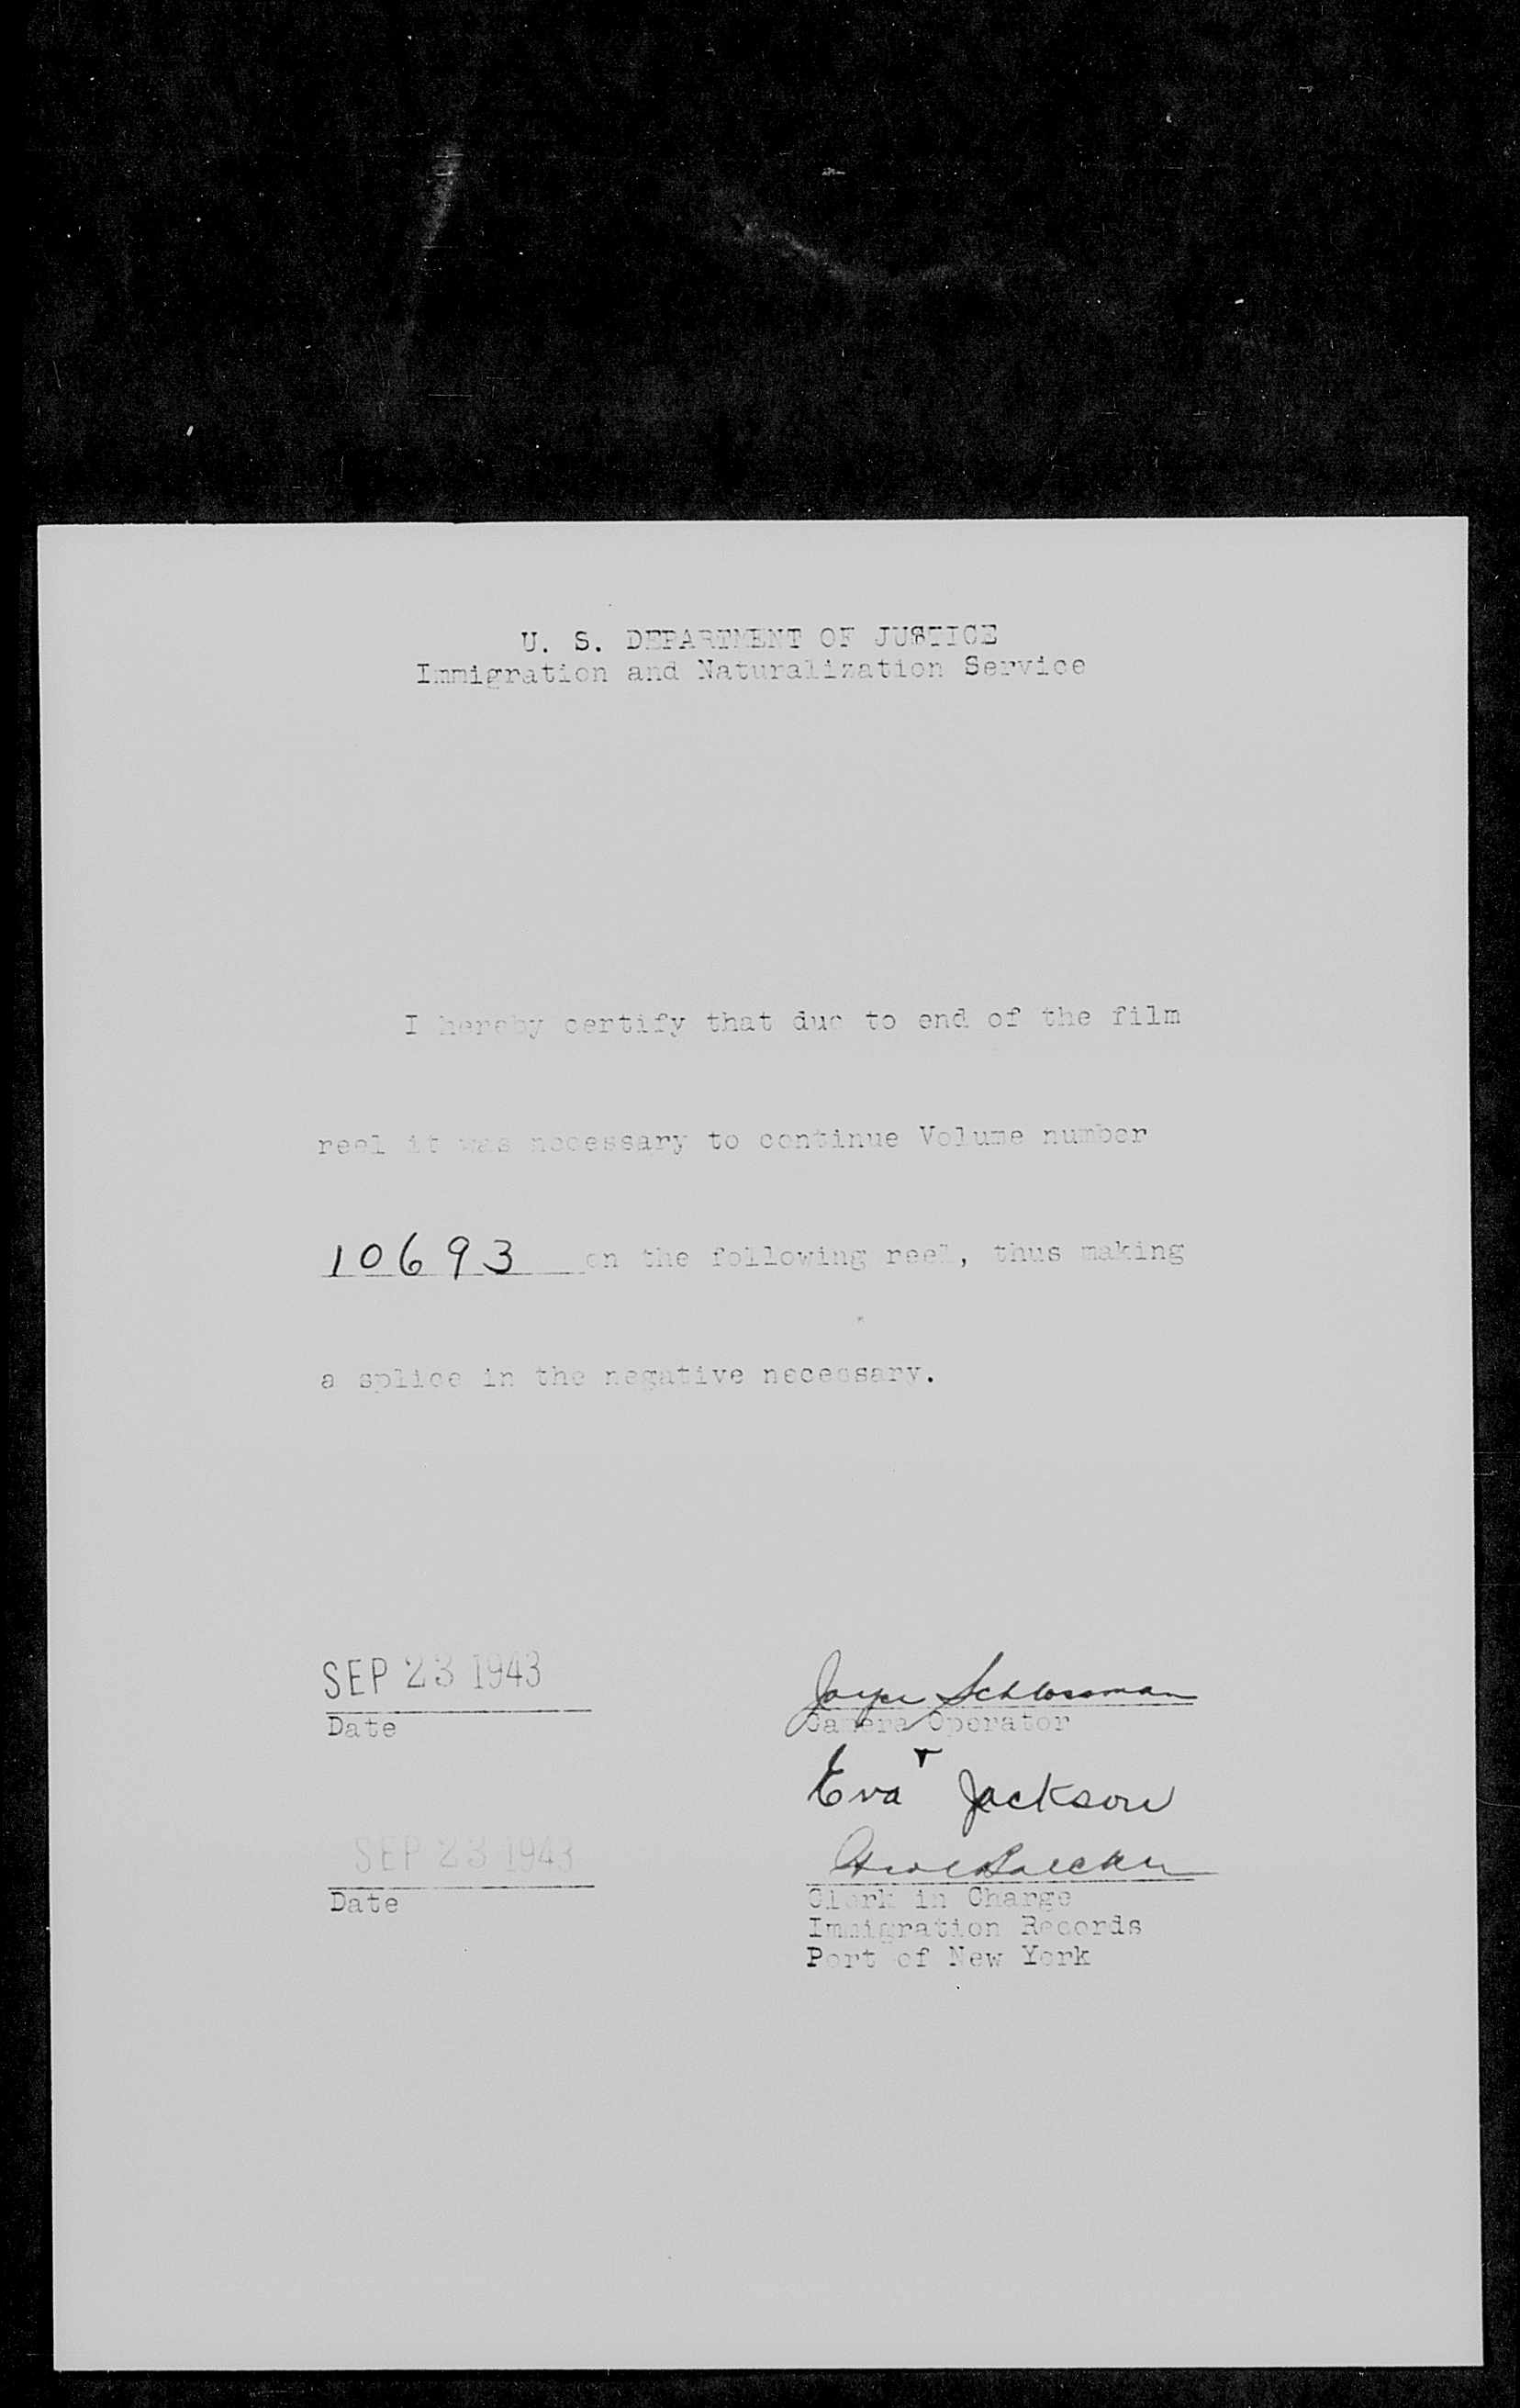 U. S. DEPARTMENT OF JUSTICE
Immigration and Naturalization Service
I hereby certify that due to end of the film
reel it was necessary to continue Volume number
10693 on the following reel, thus making
a splice in the negative necessary.
SEP 23 1943
Joyce Schlossman
Date
Camera Operator
Eva Jackson
SEP 23 1943
Date
Clerk in Charge
Immigration Records
Port of New York